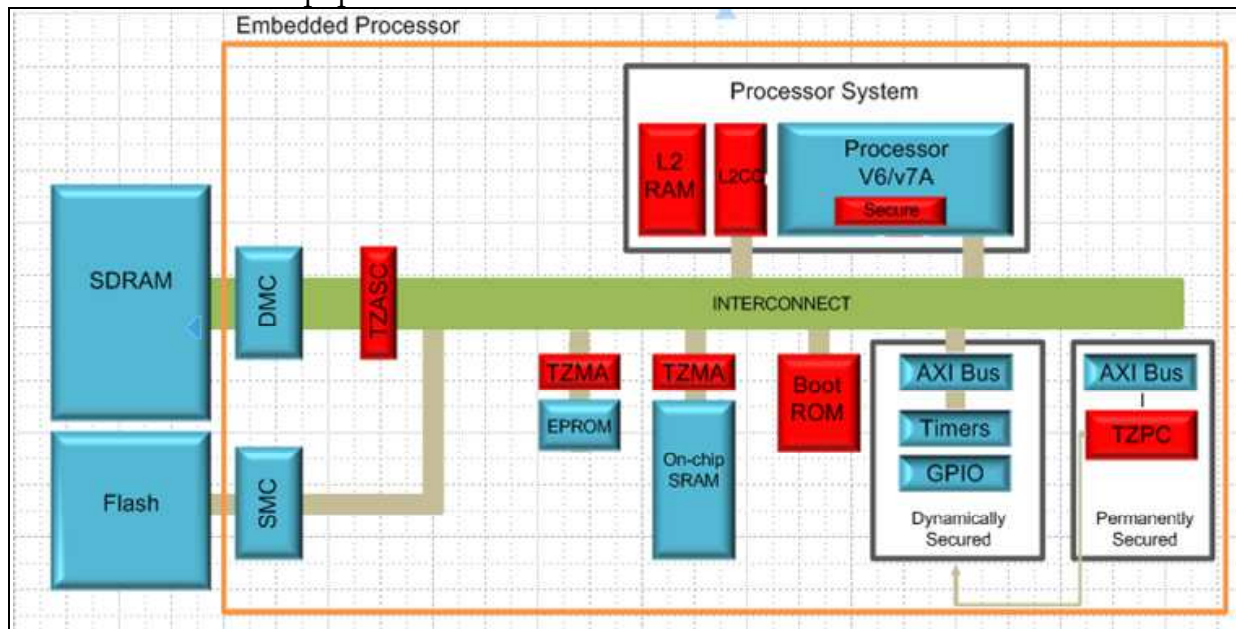 Embedded Processor
Processor System
L2
RAM
L2CC
Processor
V6/v7A
Secure
SDRAM
DMC
TZASC
INTERCONNECT
TZMA
EPROM
TZMA
On-chip
SRAM
Boot
ROM
AXI Bus
Timers
GPIO
Dynamically
Secured
AXI Bus
TZPC
Permanently
Secured
Flash
SMC